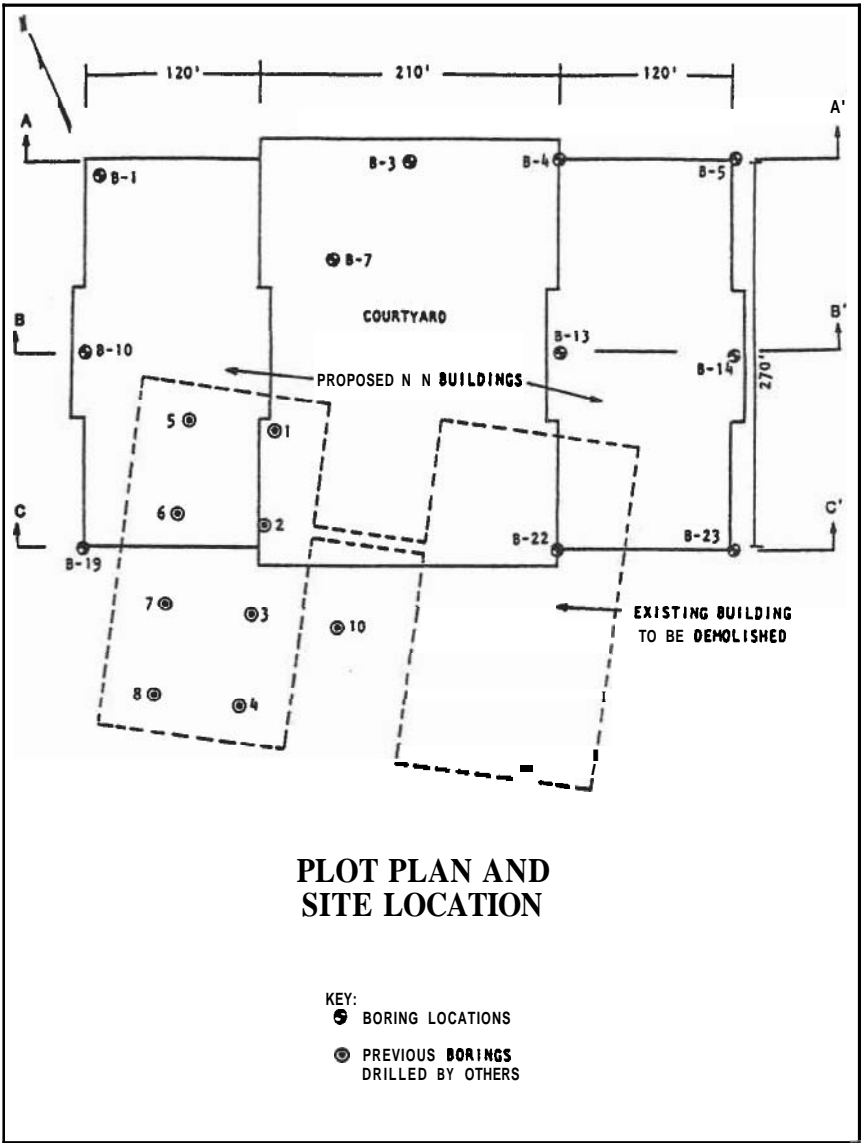 120'
210'
120'
A
A'
B-1
B-3
B-4
B-5
B-7
COURTYARD
B
B'
B-10
B-13
B-14
270'
PROPOSED N N BUILDINGS
5
1
6
2
C
C'
B-19
B-22
B-23
7
3
10
EXISTING BUILDING
TO BE DEMOLISHED
8
4
PLOT PLAN AND
SITE LOCATION
KEY:
BORING LOCATIONS
PREVIOUS BORINGS
DRILLED BY OTHERS